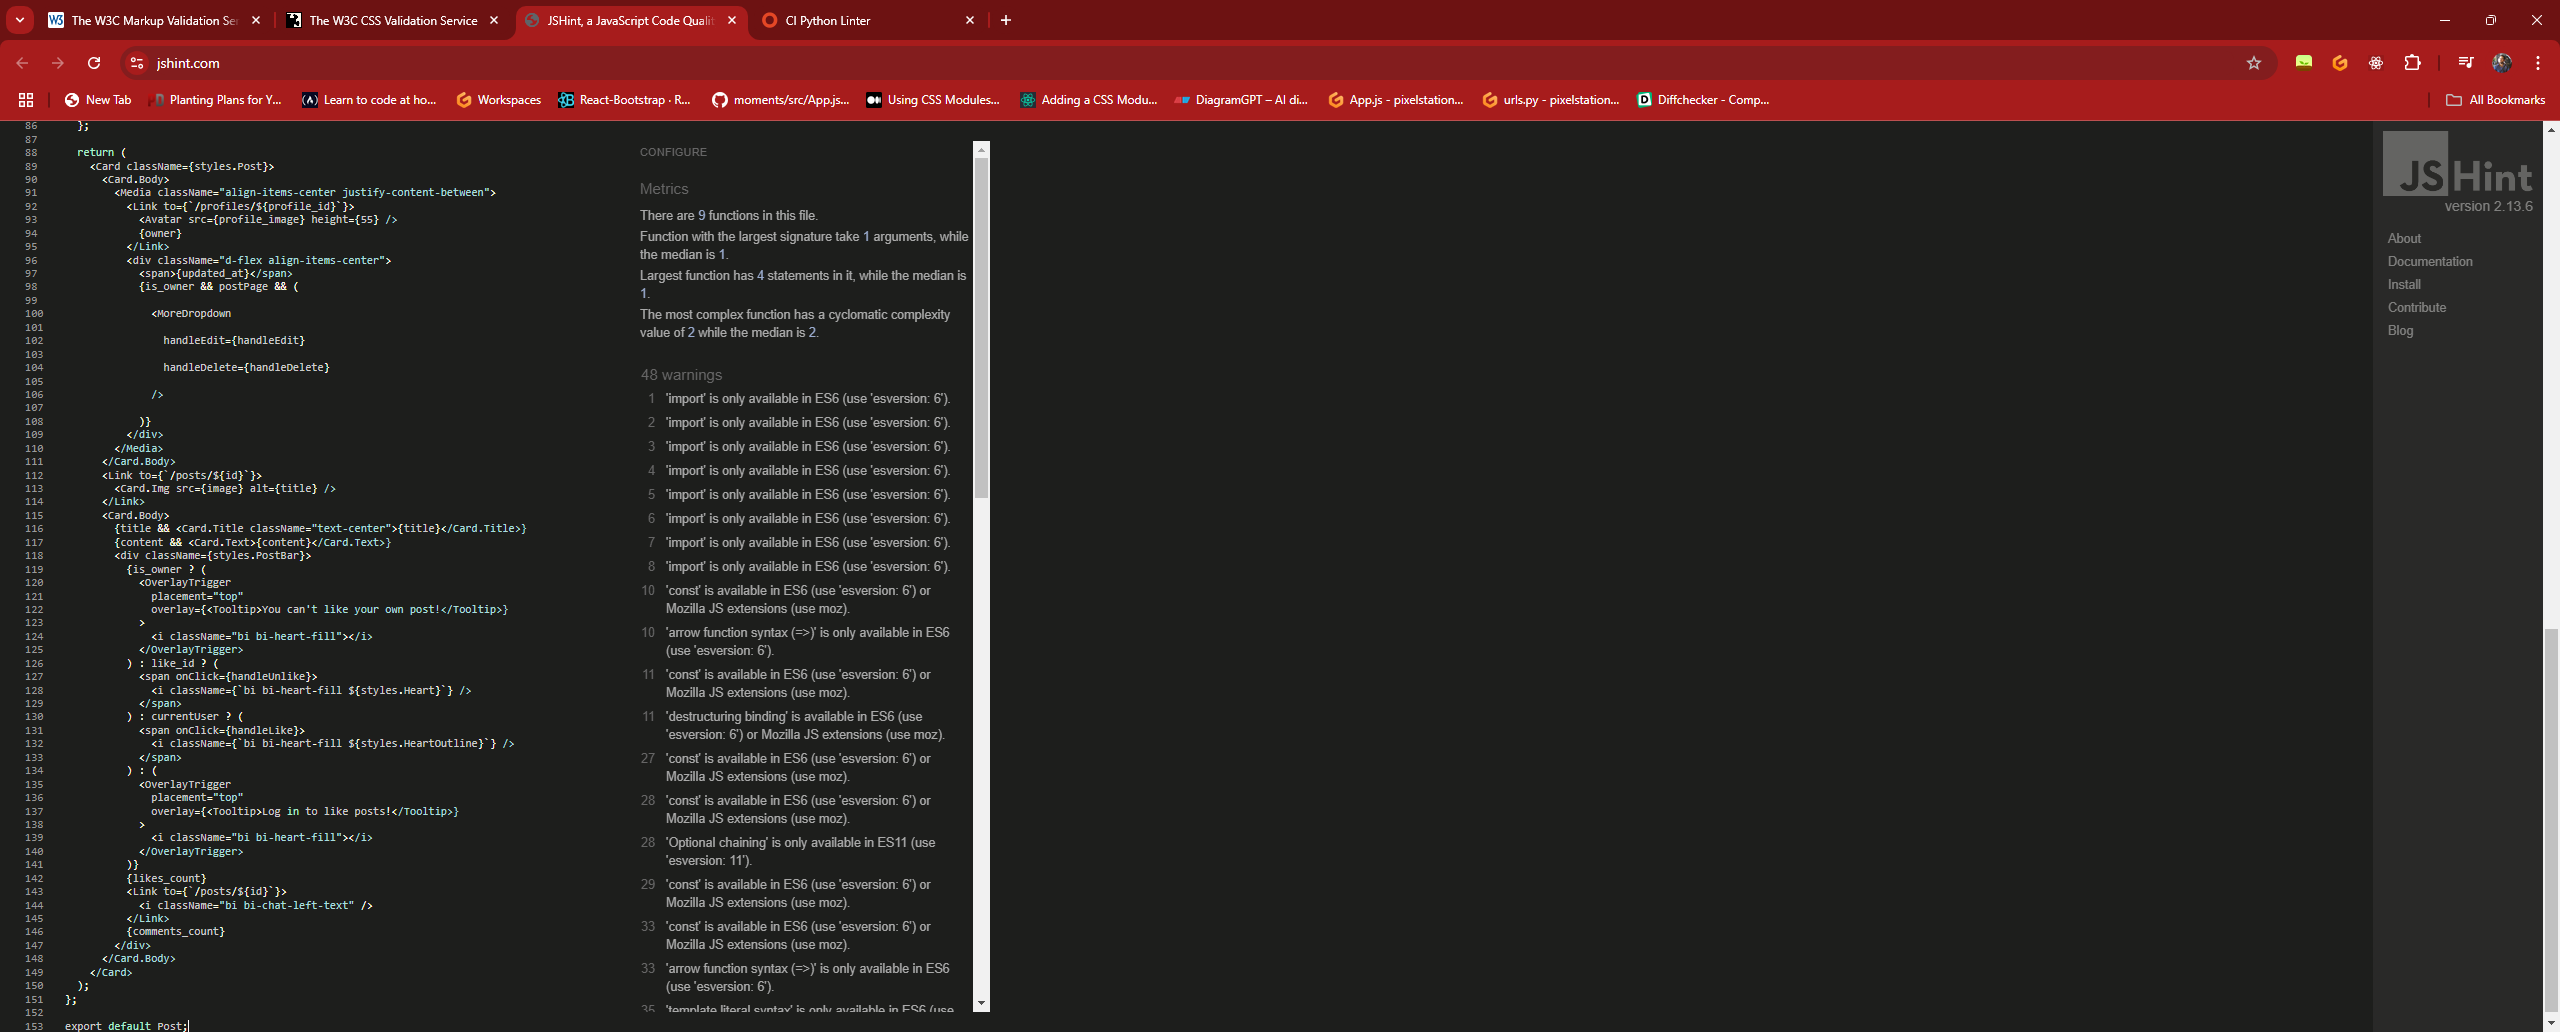 The W3C Markup Validation Se
The W3C CSS Validation Service
JSHint, a JavaScript Code Qualit
CI Python Linter
jshint.com
New Tab
Planting Plans for Y...
Learn to code at ho...
Workspaces
React-Bootstrap · R...
moments/src/App.js...
Using CSS Modules...
Adding a CSS Modu...
DiagramGPT – AI di...
App.js - pixelstation...
urls.py - pixelstation...
Diffchecker - Comp...
All Bookmarks
86 };
87
88 return (
89 <Card className={styles.Post}>
90 <Card.Body>
91 <Media className="align-items-center justify-content-between">
92 <Link to={`/profiles/${profile_id}`}>
93 <Avatar src={profile_image} height={55} />
94 {owner}
95 </Link>
96 <div className="d-flex align-items-center">
97 <span>{updated_at}</span>
98 {is_owner && postPage && (
99
100 <MoreDropdown
101
102 handleEdit={handleEdit}
103
104 handleDelete={handleDelete}
105
106 />
107
108 )}
109 </div>
110 </Media>
111 </Card.Body>
112 <Link to={`/posts/${id}`}>
113 <Card.Img src={image} alt={title} />
114 </Link>
115 <Card.Body>
116 {title && <Card.Title className="text-center">{title}</Card.Title>}
117 {content && <Card.Text>{content}</Card.Text>}
118 <div className={styles.PostBar}>
119 {is_owner ? (
120 <OverlayTrigger
121 placement="top"
122 overlay={<Tooltip>You can't like your own post!</Tooltip>}
123 >
124 <i className="bi bi-heart-fill"></i>
125 </OverlayTrigger>
126 ) : like_id ? (
127 <span onClick={handleUnlike}>
128 <i className={`bi bi-heart-fill ${styles.Heart}`} />
129 </span>
130 ) : currentUser ? (
131 <span onClick={handleLike}>
132 <i className={`bi bi-heart-fill ${styles.HeartOutline}`} />
133 </span>
134 ) : (
135 <OverlayTrigger
136 placement="top"
137 overlay={<Tooltip>Log in to like posts!</Tooltip>}
138 >
139 <i className="bi bi-heart-fill"></i>
140 </OverlayTrigger>
141 )}
142 {likes_count}
143 <Link to={`/posts/${id}`}>
144 <i className="bi bi-chat-left-text" />
145 </Link>
146 {comments_count}
147 </div>
148 </Card.Body>
149 </Card>
150 );
151 };
152
153 export default Post;
CONFIGURE
Metrics
There are 9 functions in this file.
Function with the largest signature take 1 arguments, while
the median is 1.
Largest function has 4 statements in it, while the median is
1.
The most complex function has a cyclomatic complexity
value of 2 while the median is 2.
48 warnings
1 'import' is only available in ES6 (use 'esversion: 6').
2 'import' is only available in ES6 (use 'esversion: 6').
3 'import' is only available in ES6 (use 'esversion: 6').
4 'import' is only available in ES6 (use 'esversion: 6').
5 'import' is only available in ES6 (use 'esversion: 6').
6 'import' is only available in ES6 (use 'esversion: 6').
7 'import' is only available in ES6 (use 'esversion: 6').
8 'import' is only available in ES6 (use 'esversion: 6').
10 'const' is available in ES6 (use 'esversion: 6') or
Mozilla JS extensions (use moz).
10 'arrow function syntax (=>)' is only available in ES6
(use 'esversion: 6').
11 'const' is available in ES6 (use 'esversion: 6') or
Mozilla JS extensions (use moz).
11 'destructuring binding' is available in ES6 (use
'esversion: 6') or Mozilla JS extensions (use moz).
27 'const' is available in ES6 (use 'esversion: 6') or
Mozilla JS extensions (use moz).
28 'const' is available in ES6 (use 'esversion: 6') or
Mozilla JS extensions (use moz).
28 'Optional chaining' is only available in ES11 (use
'esversion: 11').
29 'const' is available in ES6 (use 'esversion: 6') or
Mozilla JS extensions (use moz).
33 'const' is available in ES6 (use 'esversion: 6') or
Mozilla JS extensions (use moz).
33 'arrow function syntax (=>)' is only available in ES6
(use 'esversion: 6').
35 'template literal syntax' is only available in ES6 (use
JSHint
version 2.13.6
About
Documentation
Install
Contribute
Blog